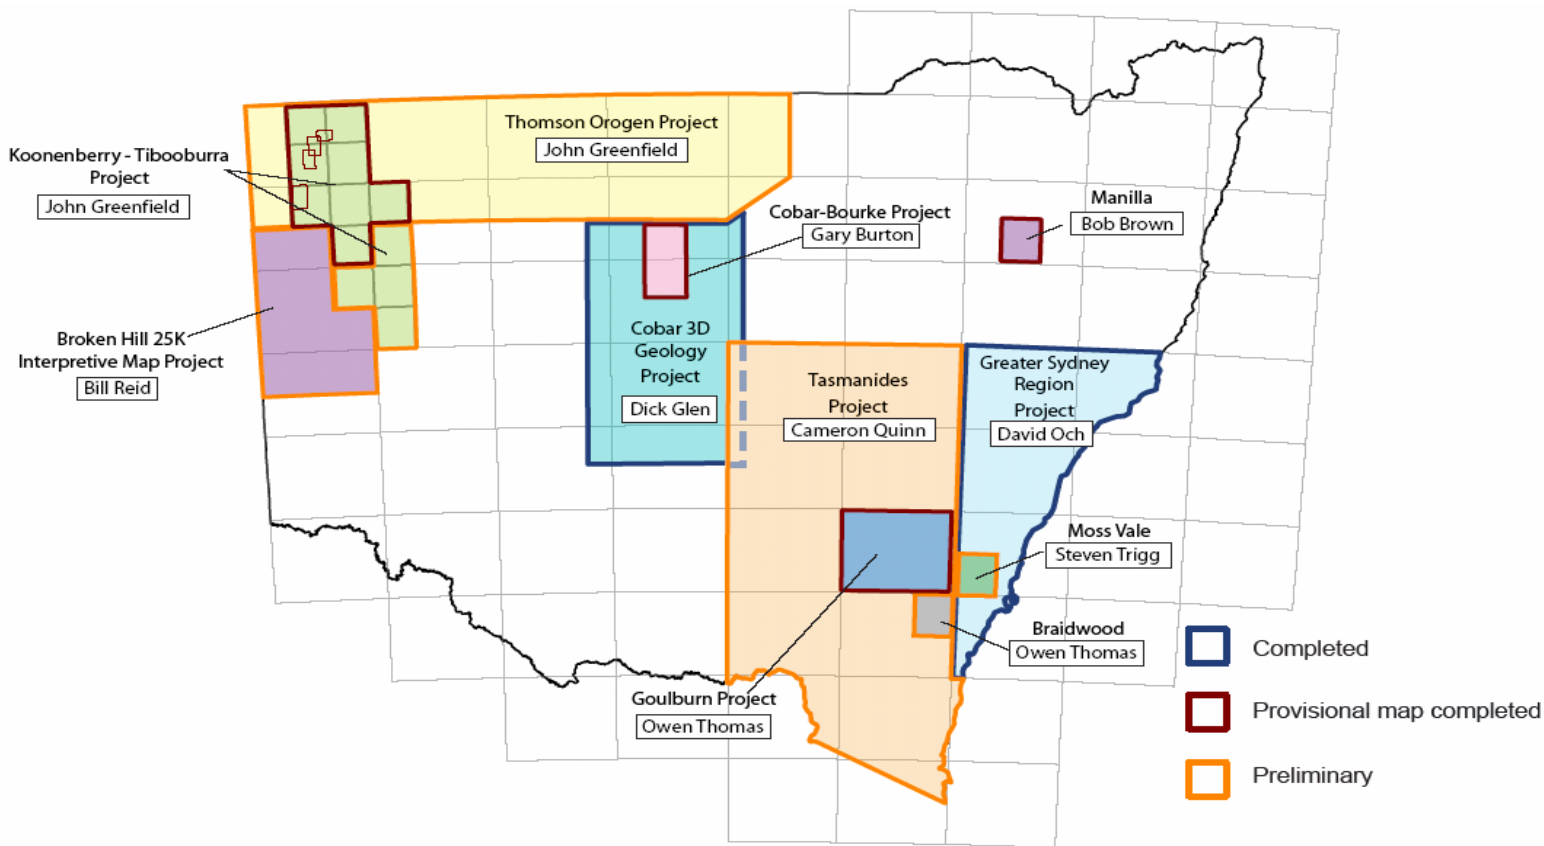 Thomson Orogen Project
John Greenfield
Koonenberry - Tibooburra
Project
John Greenfield
Manilla
Bob Brown
Cobar-Bourke Project
Gary Burton
Broken Hill 25K
Interpretive Map Project
Bill Reid
Cobar 3D
Geology
Project
Dick Glen
Tasmanides
Project
Cameron Quinn
Greater Sydney
Region
Project
David Och
Moss Vale
Steven Trigg
Braidwood
Owen Thomas
Goulburn Project
Owen Thomas
Completed
Provisional map completed
Preliminary